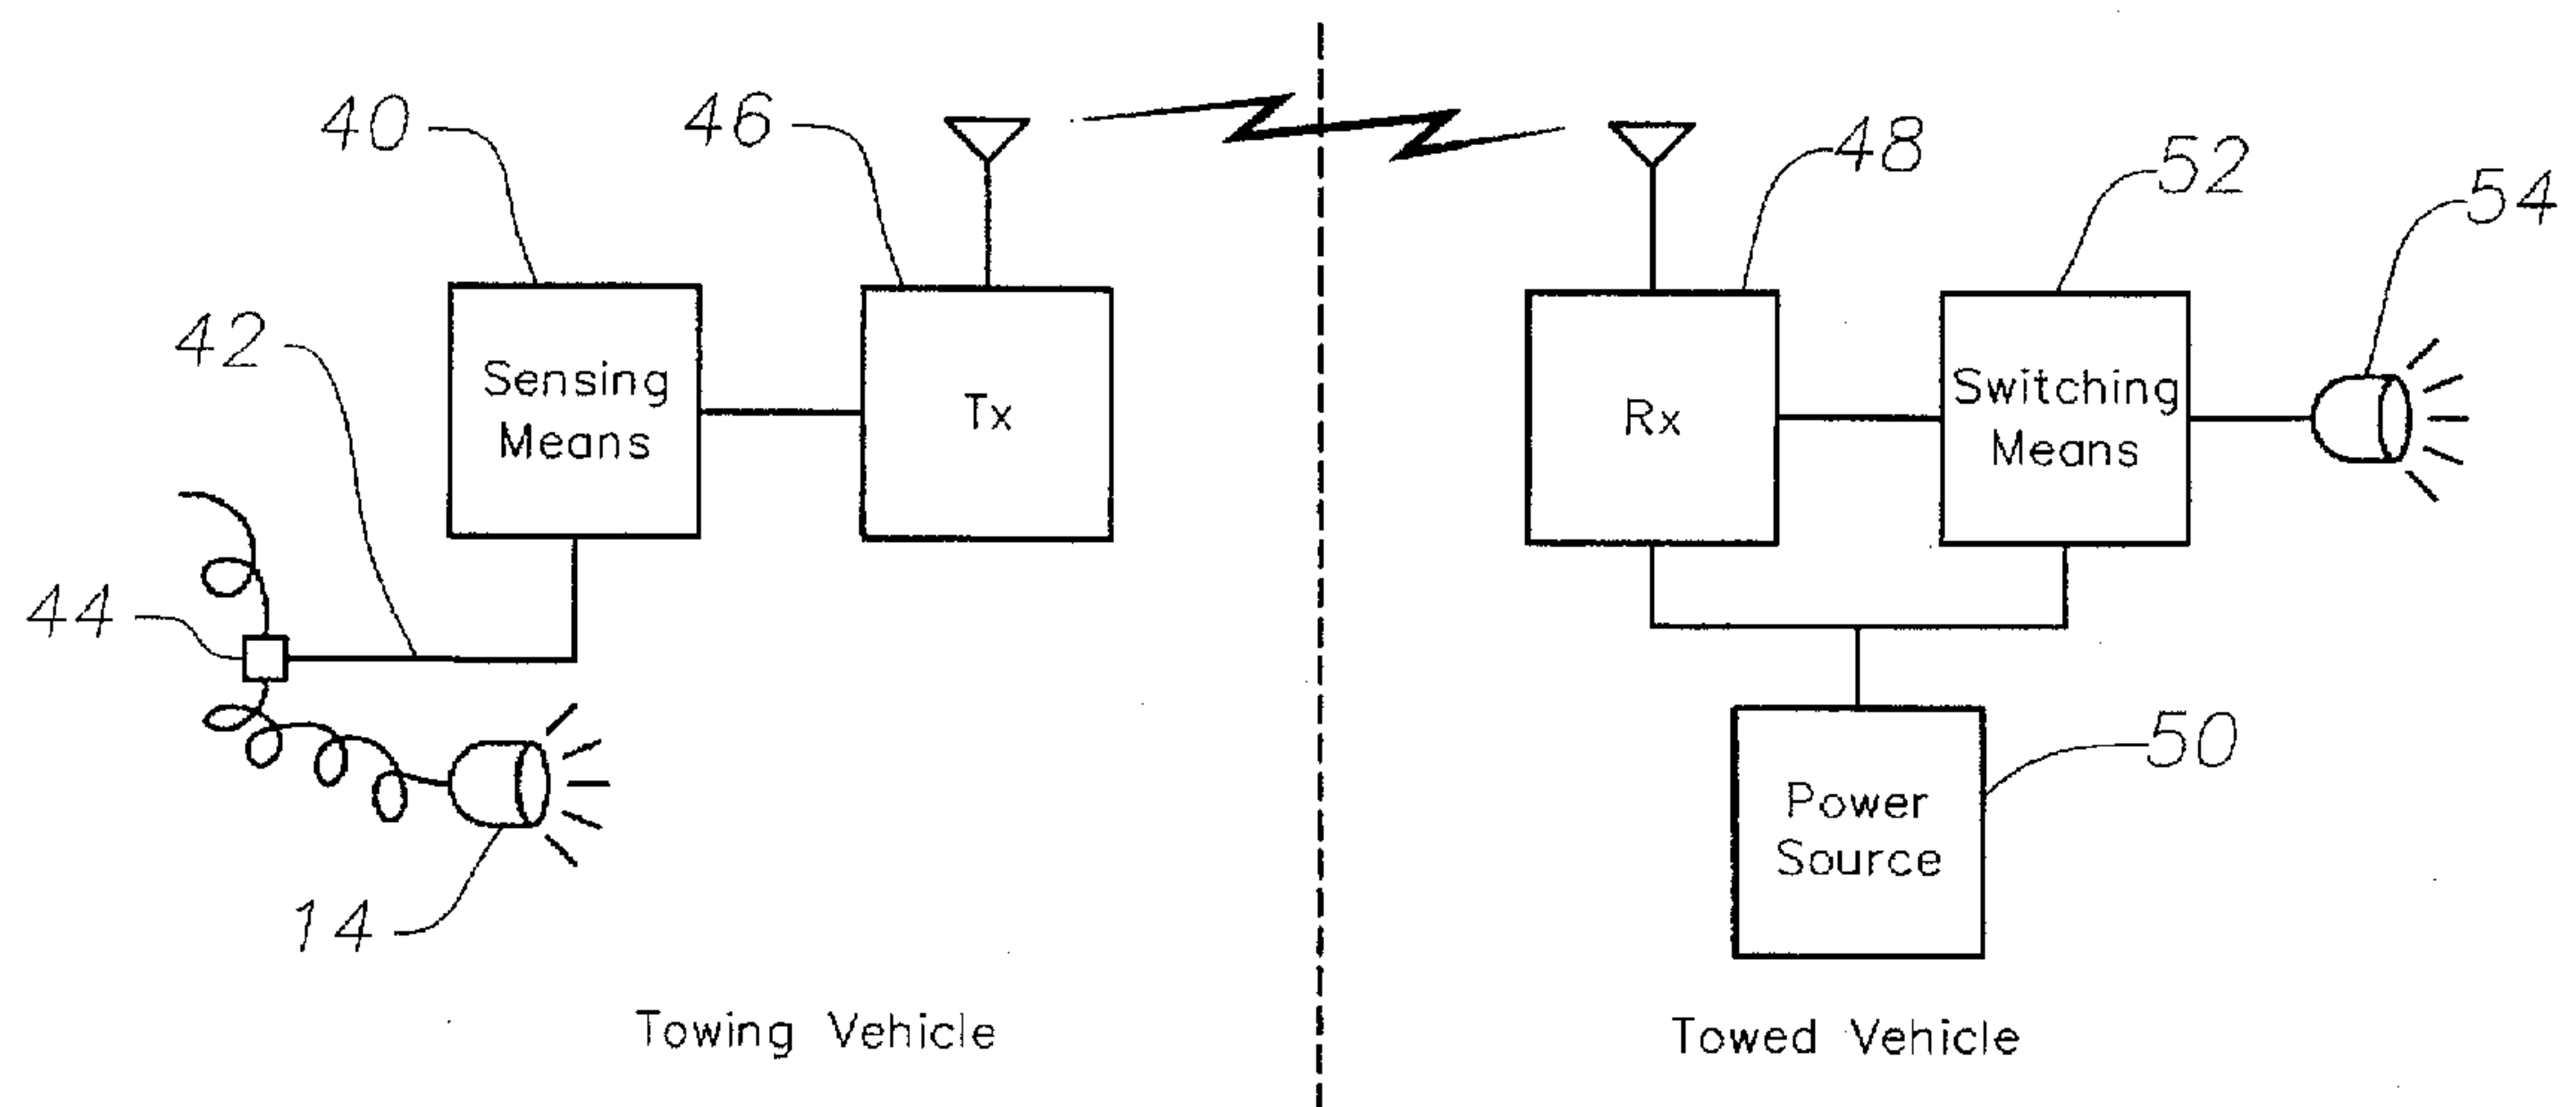 40
46
48
52
54
42
Sensing
Means
Tx
Rx
Switching
Means
44
14
50
Power
Source
Towing Vehicle
Towed Vehicle